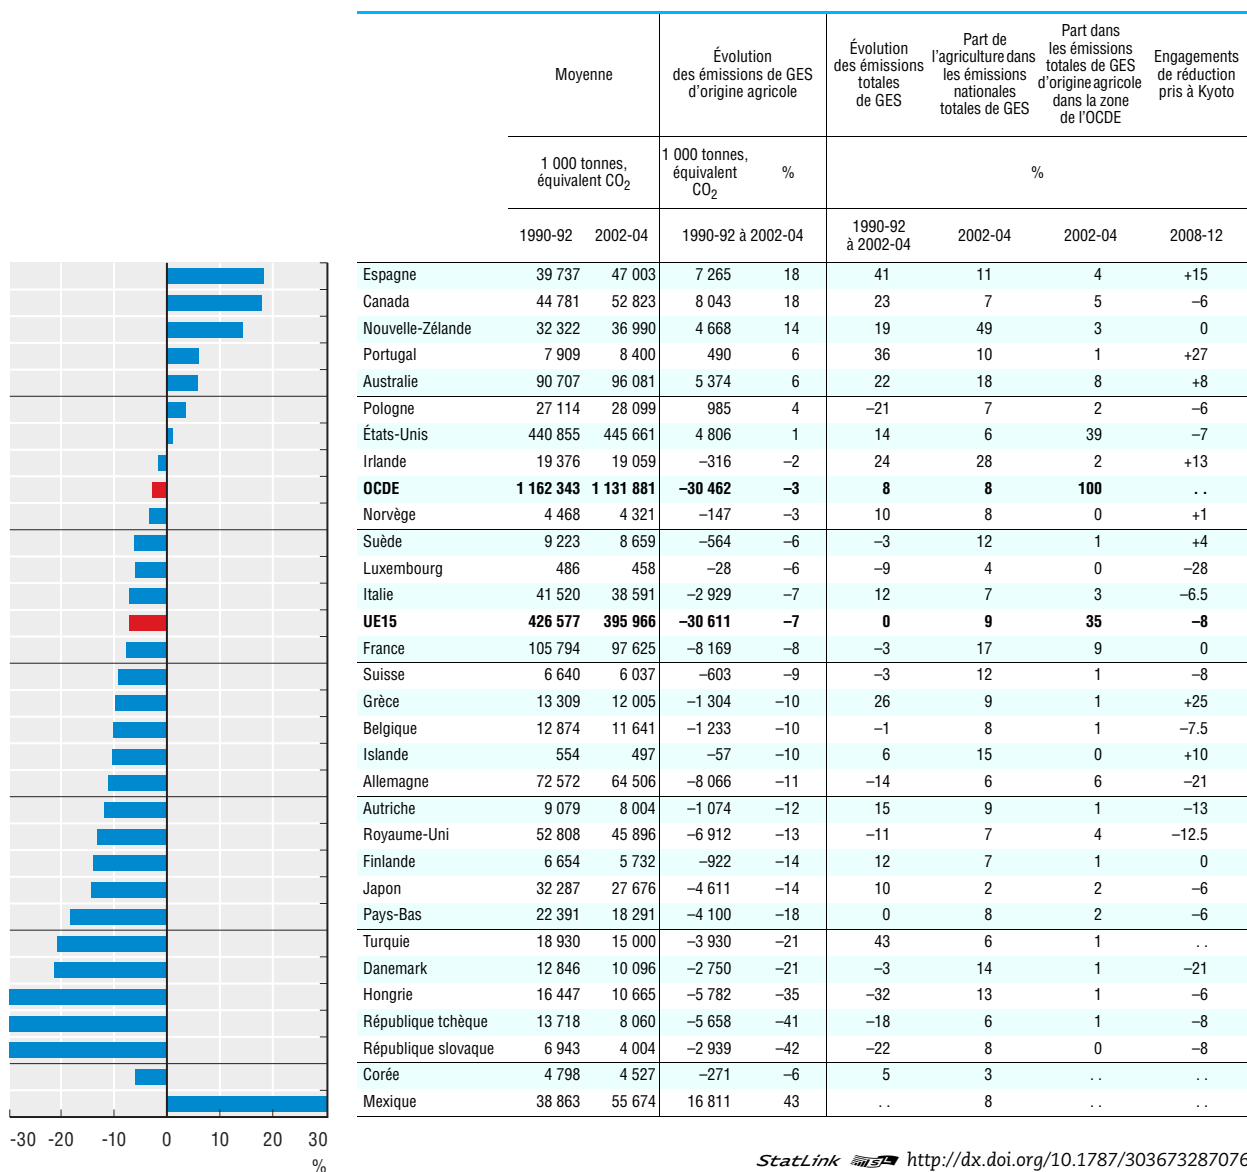 Moyenne
Évolution
des émissions de GES
d'origine agricole
Évolution
des émissions
totales
de GES
Part de
l'agriculture dans
les émissions
nationales
totales de GES
Part dans
les émissions
totales de GES
d'origine agricole
dans la zone
de l'OCDE
Engagements
de réduction
pris à Kyoto
1 000 tonnes,
équivalent CO2
1 000 tonnes,
équivalent
CO2
%
%
1990-92 2002-04 1990-92 à 2002-04 1990-92
à 2002-04 2002-04 2002-04 2008-12
Espagne 39 737 47 003 7 265 18 41 11 4 +15
Canada 44 781 52 823 8 043 18 23 7 5 –6
Nouvelle-Zélande 32 322 36 990 4 668 14 19 49 3 0
Portugal 7 909 8 400 490 6 36 10 1 +27
Australie 90 707 96 081 5 374 6 22 18 8 +8
Pologne 27 114 28 099 985 4 –21 7 2 –6
États-Unis 440 855 445 661 4 806 1 14 6 39 –7
Irlande 19 376 19 059 –316 –2 24 28 2 +13
OCDE 1 162 343 1 131 881 –30 462 –3 8 8 100 . .
Norvège 4 468 4 321 –147 –3 10 8 0 +1
Suède 9 223 8 659 –564 –6 –3 12 1 +4
Luxembourg 486 458 –28 –6 –9 4 0 –28
Italie 41 520 38 591 –2 929 –7 12 7 3 –6.5
UE15 426 577 395 966 –30 611 –7 0 9 35 –8
France 105 794 97 625 –8 169 –8 –3 17 9 0
Suisse 6 640 6 037 –603 –9 –3 12 1 –8
Grèce 13 309 12 005 –1 304 –10 26 9 1 +25
Belgique 12 874 11 641 –1 233 –10 –1 8 1 –7.5
Islande 554 497 –57 –10 6 15 0 +10
Allemagne 72 572 64 506 –8 066 –11 –14 6 6 –21
Autriche 9 079 8 004 –1 074 –12 15 9 1 –13
Royaume-Uni 52 808 45 896 –6 912 –13 –11 7 4 –12.5
Finlande 6 654 5 732 –922 –14 12 7 1 0
Japon 32 287 27 676 –4 611 –14 10 2 2 –6
Pays-Bas 22 391 18 291 –4 100 –18 0 8 2 –6
Turquie 18 930 15 000 –3 930 –21 43 6 1 . .
Danemark 12 846 10 096 –2 750 –21 –3 14 1 –21
Hongrie 16 447 10 665 –5 782 –35 –32 13 1 –6
République tchèque 13 718 8 060 –5 658 –41 –18 6 1 –8
République slovaque 6 943 4 004 –2 939 –42 –22 8 0 –8
Corée 4 798 4 527 –271 –6 5 3 . . . .
Mexique 38 863 55 674 16 811 43 . . 8 . . . .
-30 -20 -10 0 10 20 30
%
StatLink http://dx.doi.org/10.1787/303673287076